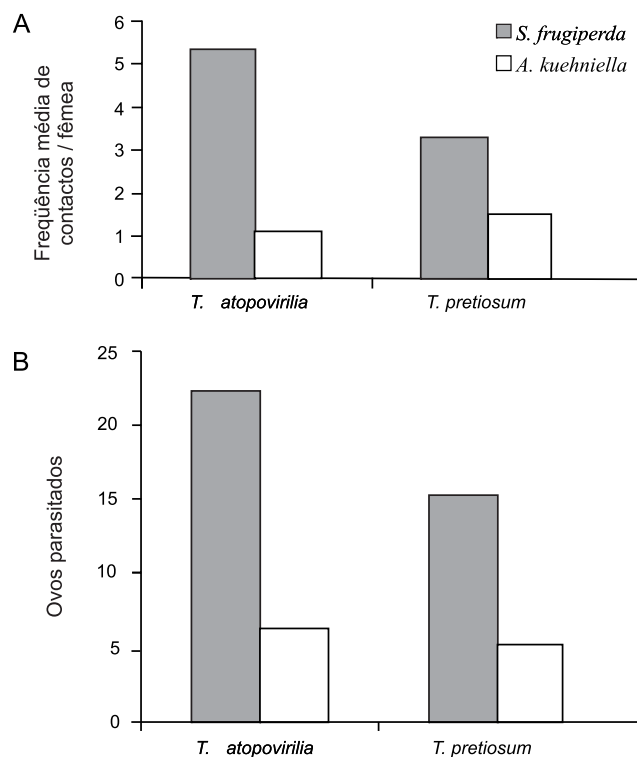 A
Freqüência média de
contactos / fêmea
6
5
4
3
2
1
0
S. frugiperda
A. kuehniella
T. atopovirilia
T. pretiosum
B
Ovos parasitados
25
20
15
10
5
0
T. atopovirilia
T. pretiosum